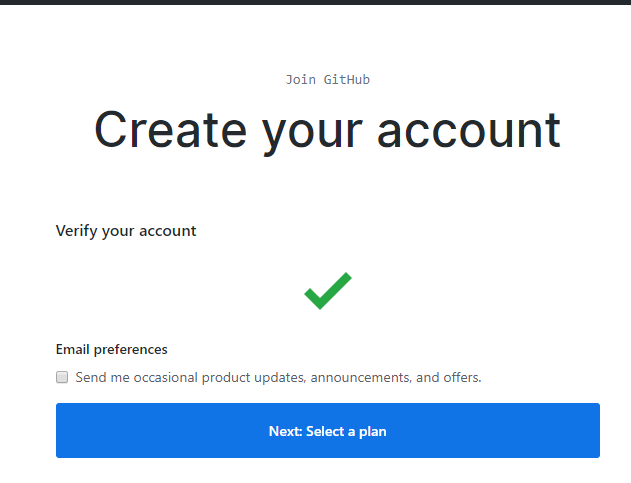 Join GitHub
Create your account
Verify your account
Email preferences
Send me occasional product updates, announcements, and offers.
Next: Select a plan